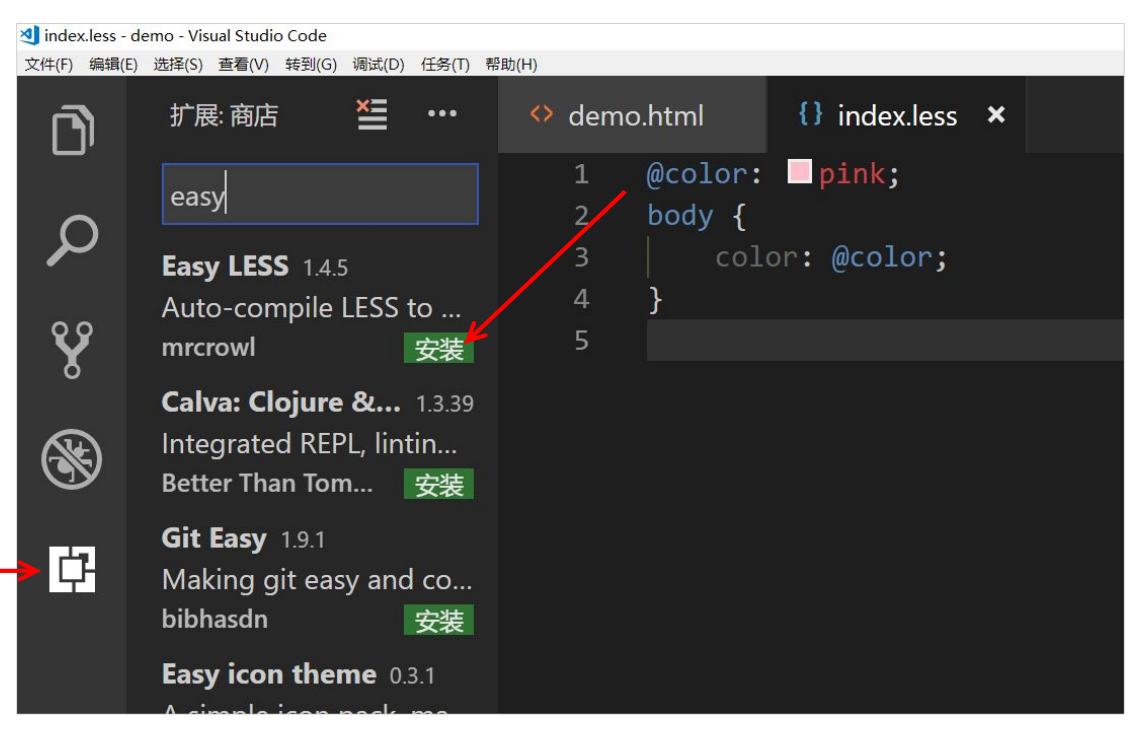 index.less - demo - Visual Studio Code
文件(F) 编辑(E) 选择(S) 查看(V) 转到(G) 调试(D) 任务(T) 帮助(H)
扩展: 商店
easy
Easy LESS 1.4.5
Auto-compile LESS to ...
mrcrowl 安装
Calva: Clojure &... 1.3.39
Integrated REPL, lintin...
Better Than Tom... 安装
Git Easy 1.9.1
Making git easy and co...
bibhasdn 安装
Easy icon theme 0.3.1
A simple icon pack, ma
demo.html index.less ×
1 @color: pink;
2 body {
3 color: @color;
4 }
5